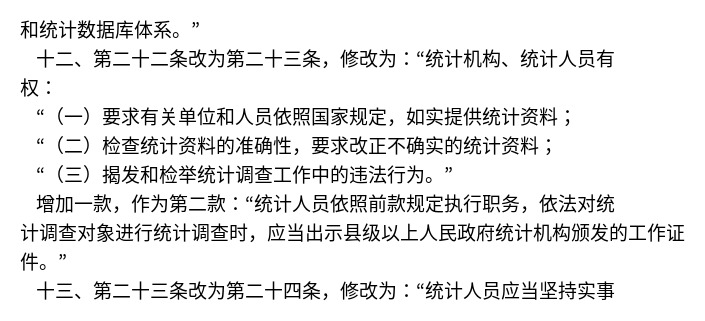 和统计数据库体系。”
十二、第二十二条改为第二十三条，修改为：“统计机构、统计人员有
权：
“（一）要求有关单位和人员依照国家规定，如实提供统计资料；
“（二）检查统计资料的准确性，要求改正不确实的统计资料；
“（三）揭发和检举统计调查工作中的违法行为。”
增加一款，作为第二款：“统计人员依照前款规定执行职务，依法对统
计调查对象进行统计调查时，应当出示县级以上人民政府统计机构颁发的工作证
件。”
十三、第二十三条改为第二十四条，修改为：“统计人员应当坚持实事